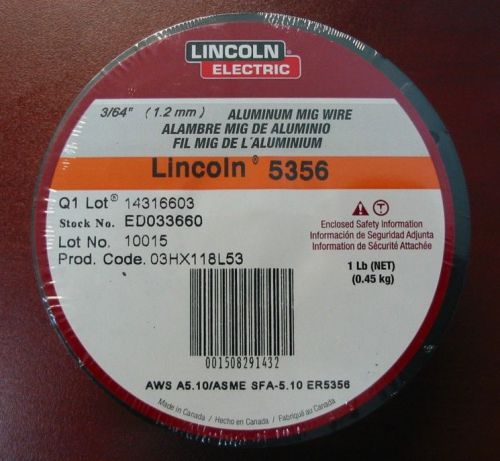 LINCOLN®
ELECTRIC
3/64" (1.2 mm) ALUMINUM MIG WIRE
ALAMBRE MIG DE ALUMINIO
FIL MIG DE L'ALUMINIUM
Lincoln® 5356
Q1 Lot® 14316603
Stock No. ED033660
Lot No. 10015
Prod. Code. 03HX118L53
Enclosed Safety Information
Información de Seguridad Adjunta
Information de Sécurité Attachée
1 Lb (NET)
(0.45 kg)
001508291432
AWS A5.10/ASME SFA-5.10 ER5356
Made in Canada / Hecho en Canada / Fabriqué au Canada